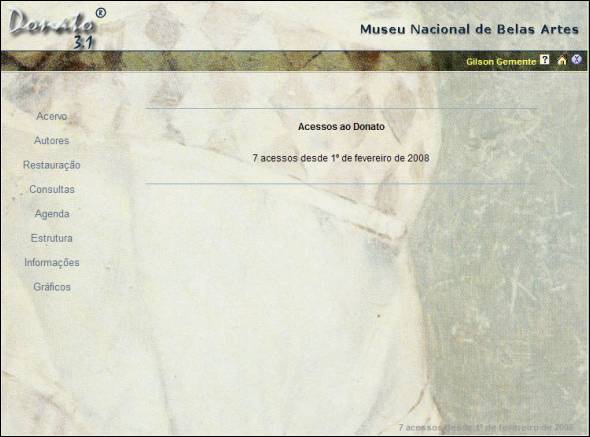 Donato ®
3.1
Museu Nacional de Belas Artes
Gilson Gemente ? X
Acervo
Autores
Restauração
Consultas
Agenda
Estrutura
Informações
Gráficos
Acessos ao Donato
7 acessos desde 1º de fevereiro de 2008
7 acessos desde 1º de fevereiro de 2008